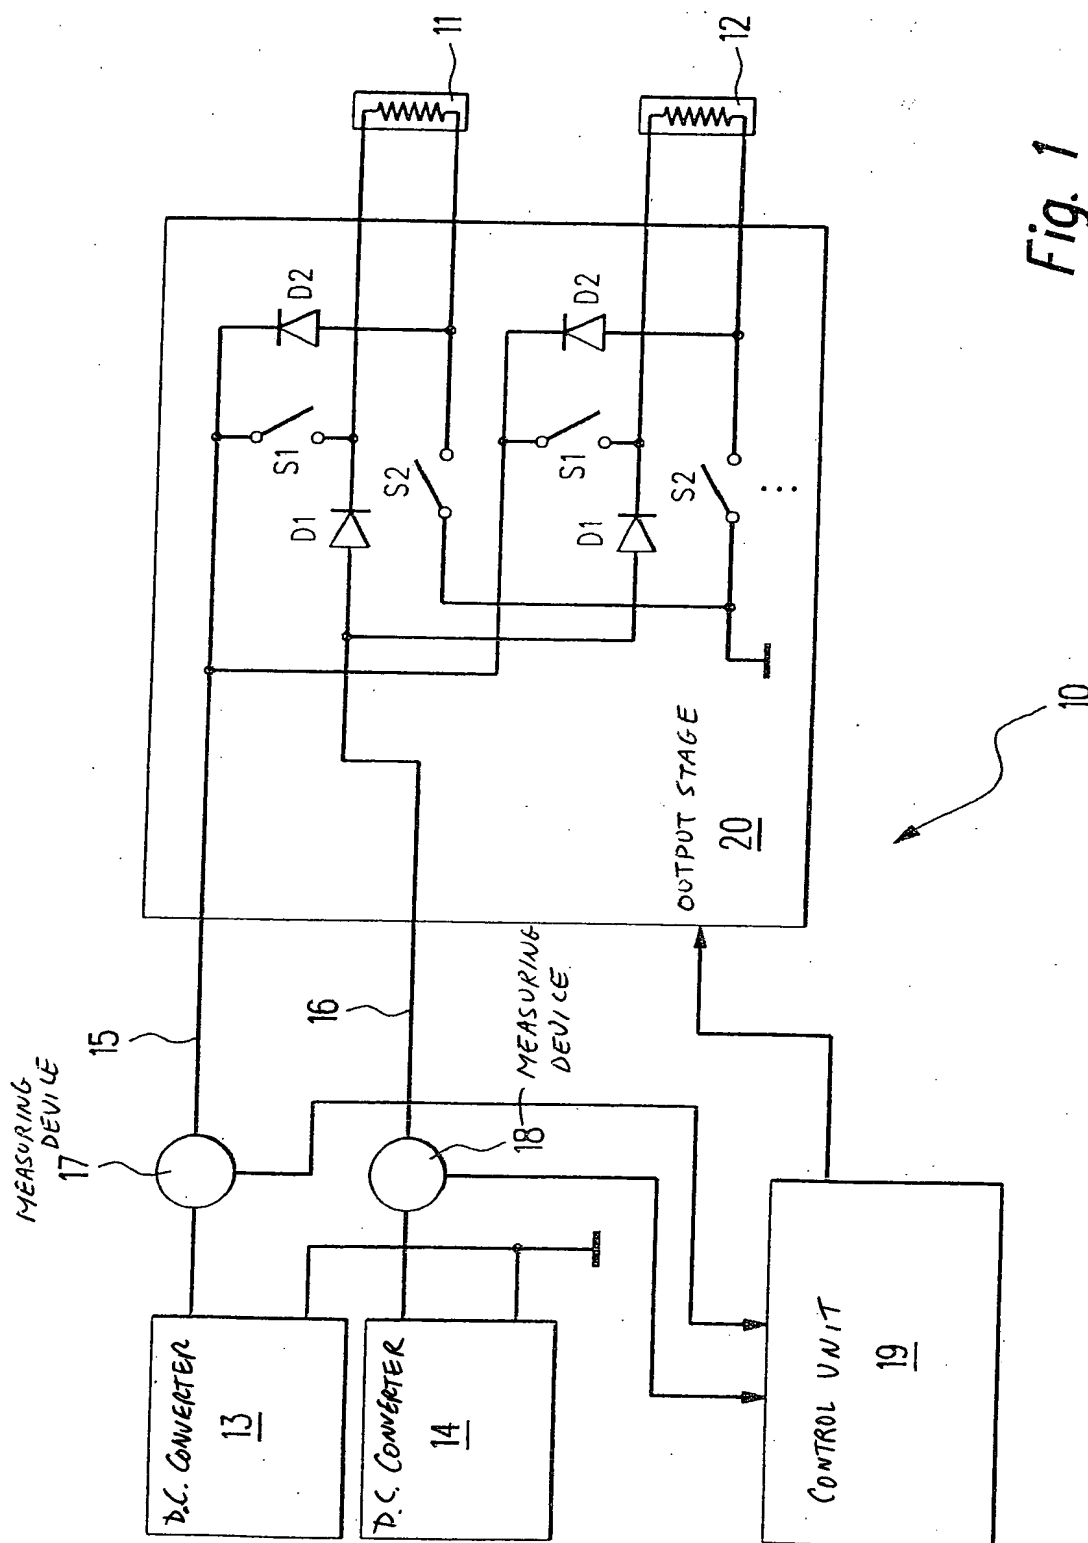 11
12
D2
S1
D1
S2
D2
S1
D1
S2
...
OUTPUT STAGE
20
10
15
16
MEASURING
DEVICE
17
MEASURING
DEVICE
18
D.C. CONVERTER
13
D.C. CONVERTER
14
CONTROL UNIT
19
Fig. 1